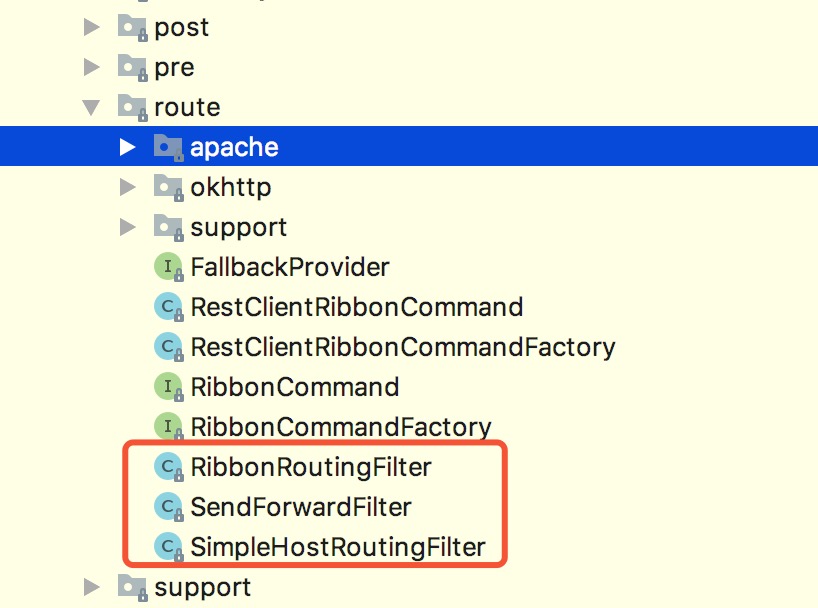 post
pre
route
apache
okhttp
support
I FallbackProvider
C RestClientRibbonCommand
C RestClientRibbonCommandFactory
I RibbonCommand
I RibbonCommandFactory
C RibbonRoutingFilter
C SendForwardFilter
C SimpleHostRoutingFilter
support